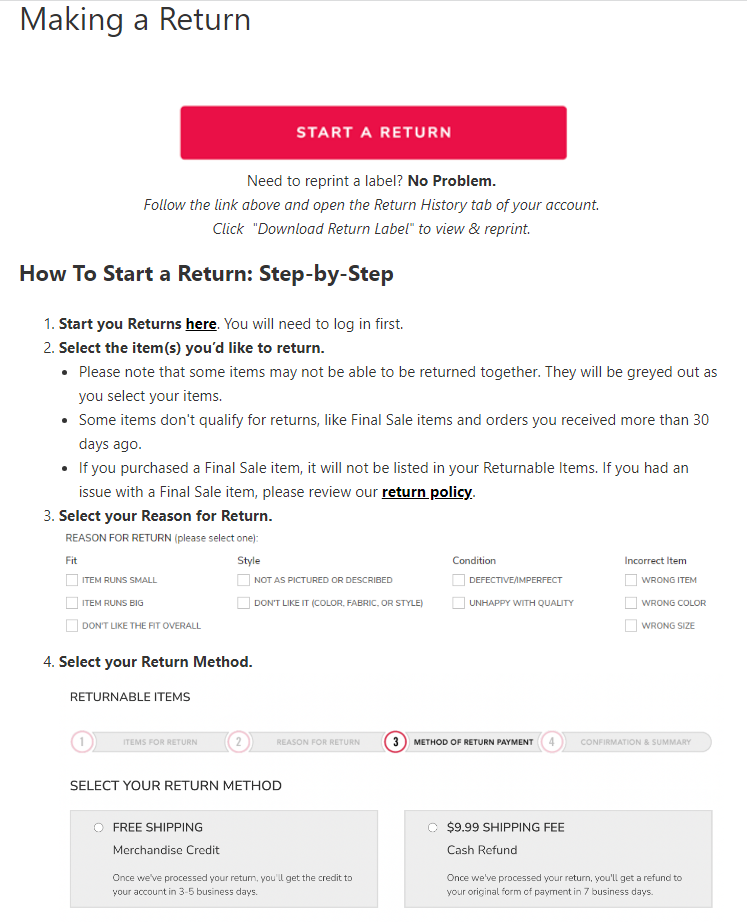 Making a Return
START A RETURN
Need to reprint a label? No Problem.
Follow the link above and open the Return History tab of your account.
Click "Download Return Label" to view & reprint.
How To Start a Return: Step-by-Step
1. Start you Returns here. You will need to log in first.
2. Select the item(s) you’d like to return.
• Please note that some items may not be able to be returned together. They will be greyed out as
you select your items.
• Some items don't qualify for returns, like Final Sale items and orders you received more than 30
days ago.
• If you purchased a Final Sale item, it will not be listed in your Returnable Items. If you had an
issue with a Final Sale item, please review our return policy.
3. Select your Reason for Return.
REASON FOR RETURN (please select one):
Fit Style Condition Incorrect Item
ITEM RUNS SMALL NOT AS PICTURED OR DESCRIBED DEFECTIVE/IMPERFECT WRONG ITEM
ITEM RUNS BIG DON'T LIKE IT (COLOR, FABRIC, OR STYLE) UNHAPPY WITH QUALITY WRONG COLOR
DON'T LIKE THE FIT OVERALL WRONG SIZE
4. Select your Return Method.
RETURNABLE ITEMS
1 ITEMS FOR RETURN 2 REASON FOR RETURN 3 METHOD OF RETURN PAYMENT 4 CONFIRMATION & SUMMARY
SELECT YOUR RETURN METHOD
FREE SHIPPING
Merchandise Credit
Once we've processed your return, you'll get the credit to
your account in 3-5 business days.
$9.99 SHIPPING FEE
Cash Refund
Once we've processed your return, you'll get a refund to
your original form of payment in 7 business days.